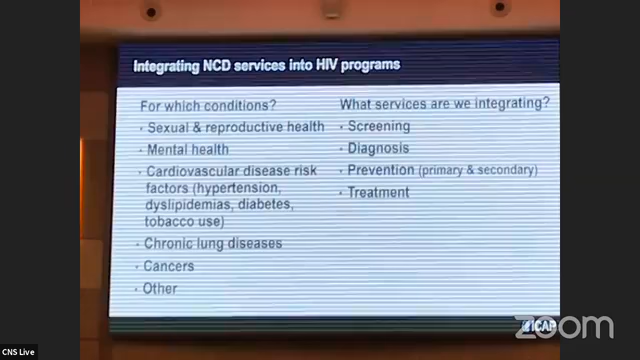 Integrating NCD services into HIV programs
For which conditions?
• Sexual & reproductive health
• Mental health
• Cardiovascular disease risk
factors (hypertension,
dyslipidemias, diabetes,
tobacco use)
• Chronic lung diseases
• Cancers
• Other
What services are we integrating?
• Screening
• Diagnosis
• Prevention (primary & secondary)
• Treatment
ICAP
zoom
CNS Live